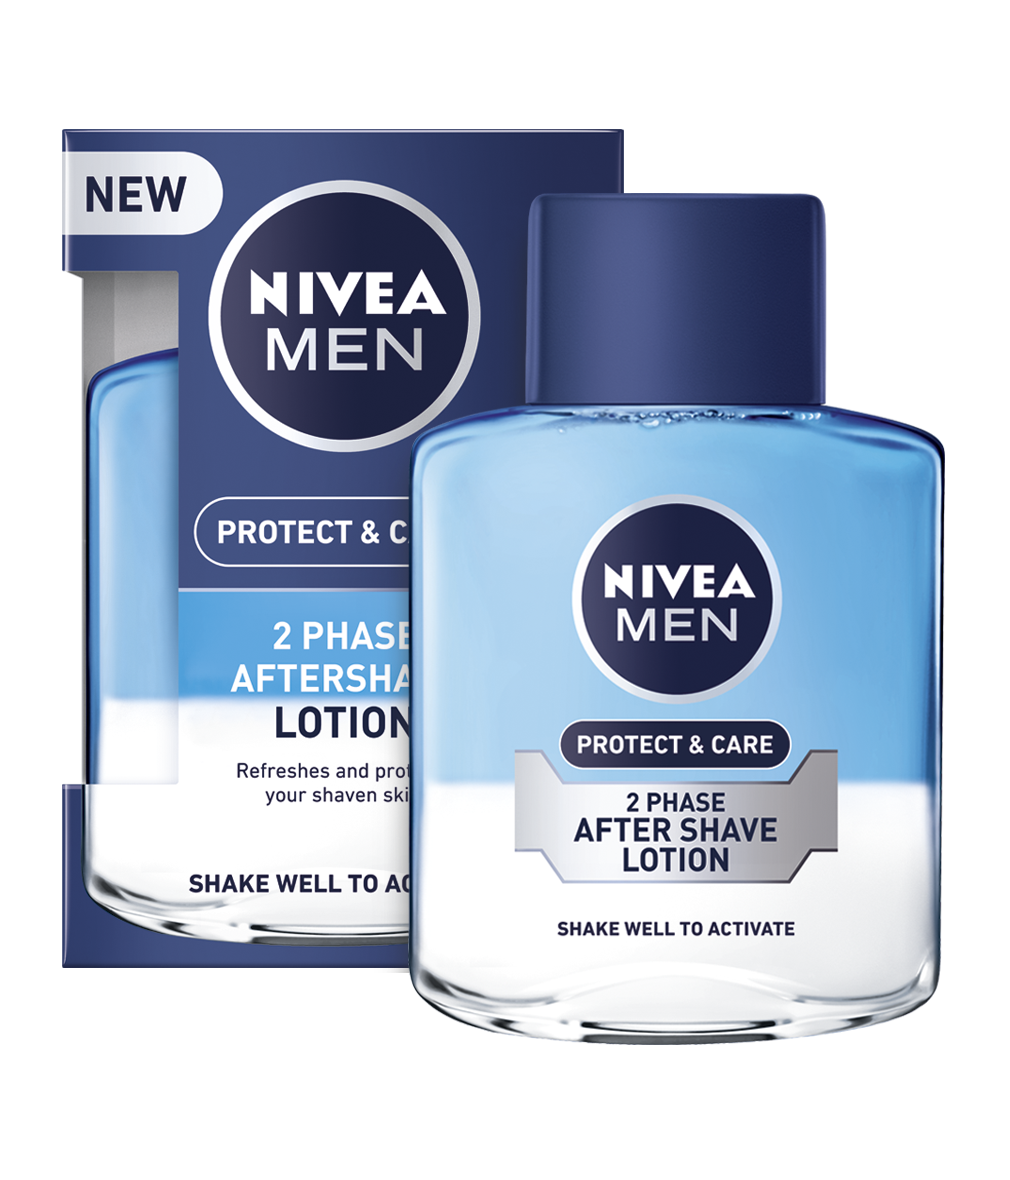 NEW
NIVEA
MEN
PROTECT & C
2 PHASE
AFTERSHA
LOTION
Refreshes and prot
your shaven ski
SHAKE WELL TO AC
NIVEA
MEN
PROTECT & CARE
2 PHASE
AFTER SHAVE
LOTION
SHAKE WELL TO ACTIVATE